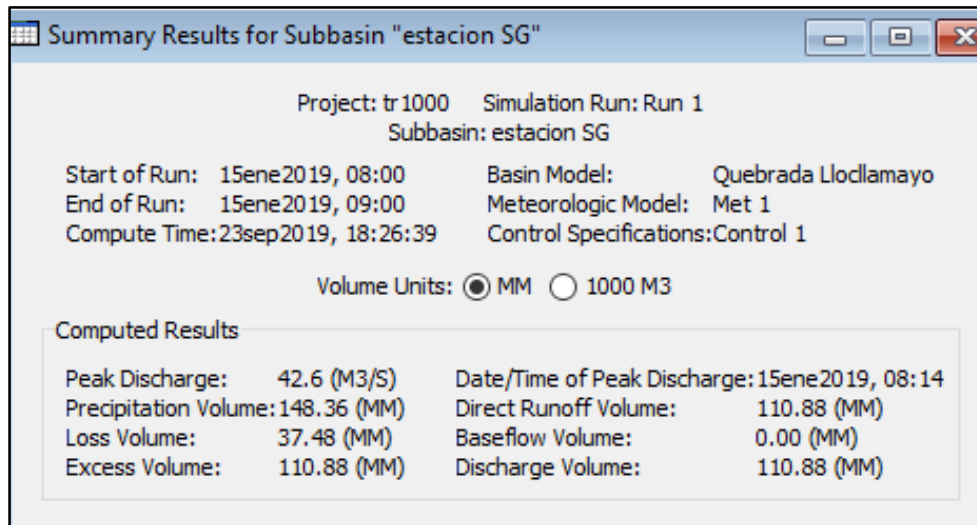 Summary Results for Subbasin "estacion SG"
Project: tr1000 Simulation Run: Run 1
Subbasin: estacion SG
Start of Run: 15ene2019, 08:00 Basin Model: Quebrada Llocllamayo
End of Run: 15ene2019, 09:00 Meteorologic Model: Met 1
Compute Time:23sep2019, 18:26:39 Control Specifications:Control 1
Volume Units: MM 1000 M3
Computed Results
Peak Discharge: 42.6 (M3/S) Date/Time of Peak Discharge:15ene2019, 08:14
Precipitation Volume:148.36 (MM) Direct Runoff Volume: 110.88 (MM)
Loss Volume: 37.48 (MM) Baseflow Volume: 0.00 (MM)
Excess Volume: 110.88 (MM) Discharge Volume: 110.88 (MM)